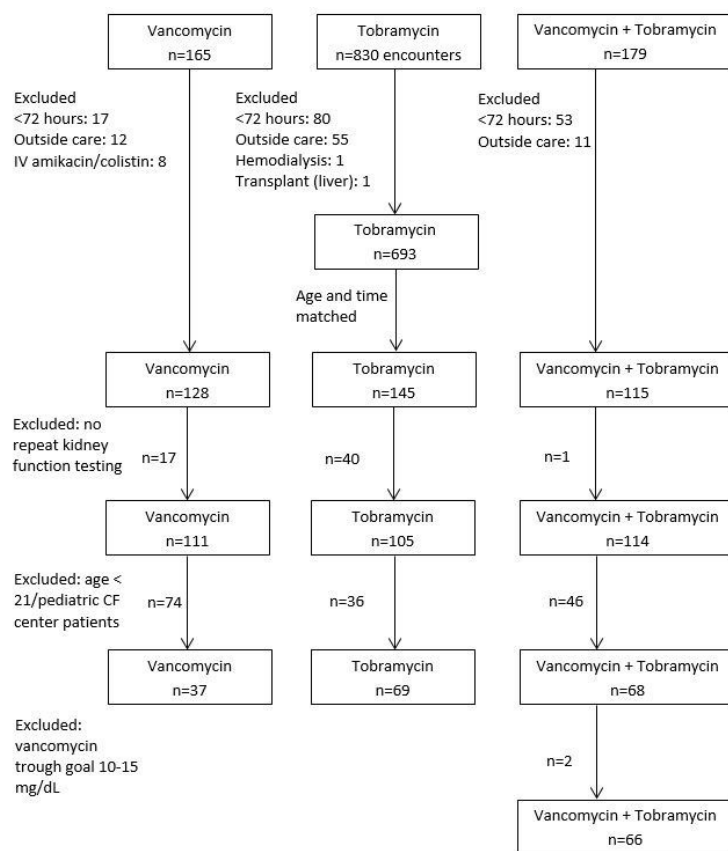 Vancomycin
n=165
Tobramycin
n=830 encounters
Vancomycin + Tobramycin
n=179
Excluded
<72 hours: 17
Outside care: 12
IV amikacin/colistin: 8
Excluded
<72 hours: 80
Outside care: 55
Hemodialysis: 1
Transplant (liver): 1
Excluded
<72 hours: 53
Outside care: 11
Tobramycin
n=693
Age and time
matched
Vancomycin
n=128
Tobramycin
n=145
Vancomycin + Tobramycin
n=115
Excluded: no
repeat kidney
function testing
n=17
n=40
n=1
Vancomycin
n=111
Tobramycin
n=105
Vancomycin + Tobramycin
n=114
Excluded: age <
21/pediatric CF
center patients
n=74
n=36
n=46
Vancomycin
n=37
Tobramycin
n=69
Vancomycin + Tobramycin
n=68
Excluded:
vancomycin
trough goal 10-15
mg/dL
n=2
Vancomycin + Tobramycin
n=66